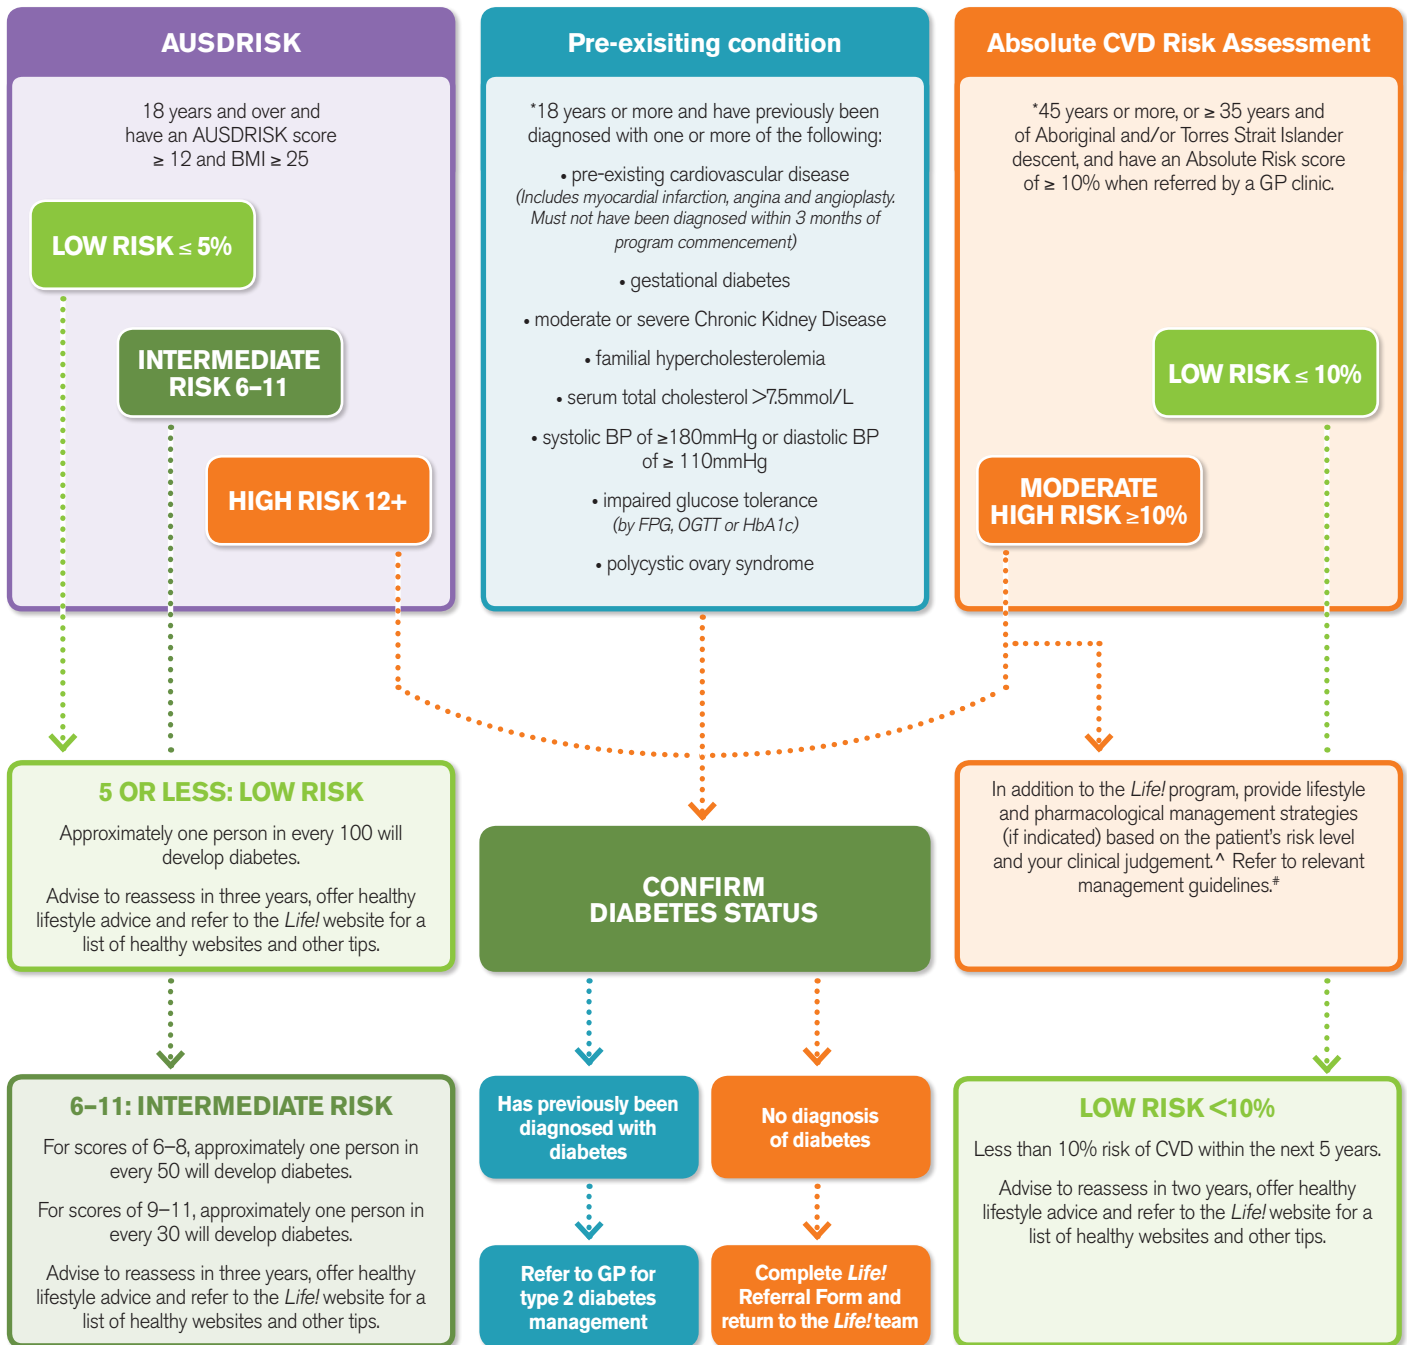 AUSDRISK
18 years and over and
have an AUSDRISK score
≥ 12 and BMI ≥ 25
LOW RISK ≤ 5%
INTERMEDIATE
RISK 6–11
HIGH RISK 12+
Pre-exisiting condition
*18 years or more and have previously been
diagnosed with one or more of the following:
• pre-existing cardiovascular disease
(Includes myocardial infarction, angina and angioplasty.
Must not have been diagnosed within 3 months of
program commencement)
• gestational diabetes
• moderate or severe Chronic Kidney Disease
• familial hypercholesterolemia
• serum total cholesterol >7.5mmol/L
• systolic BP of ≥180mmHg or diastolic BP
of ≥ 110mmHg
• impaired glucose tolerance
(by FPG, OGTT or HbA1c)
• polycystic ovary syndrome
Absolute CVD Risk Assessment
*45 years or more, or ≥ 35 years and
of Aboriginal and/or Torres Strait Islander
descent, and have an Absolute Risk score
of ≥ 10% when referred by a GP clinic.
LOW RISK ≤ 10%
MODERATE
HIGH RISK ≥10%
5 OR LESS: LOW RISK
Approximately one person in every 100 will
develop diabetes.
Advise to reassess in three years, offer healthy
lifestyle advice and refer to the Life! website for a
list of healthy websites and other tips.
CONFIRM
DIABETES STATUS
In addition to the Life! program, provide lifestyle
and pharmacological management strategies
(if indicated) based on the patient's risk level
and your clinical judgement.^ Refer to relevant
management guidelines.#
6–11: INTERMEDIATE RISK
For scores of 6–8, approximately one person in
every 50 will develop diabetes.
For scores of 9–11, approximately one person in
every 30 will develop diabetes.
Advise to reassess in three years, offer healthy
lifestyle advice and refer to the Life! website for a
list of healthy websites and other tips.
Has previously been
diagnosed with
diabetes
Refer to GP for
type 2 diabetes
management
No diagnosis
of diabetes
Complete Life!
Referral Form and
return to the Life! team
LOW RISK <10%
Less than 10% risk of CVD within the next 5 years.
Advise to reassess in two years, offer healthy
lifestyle advice and refer to the Life! website for a
list of healthy websites and other tips.